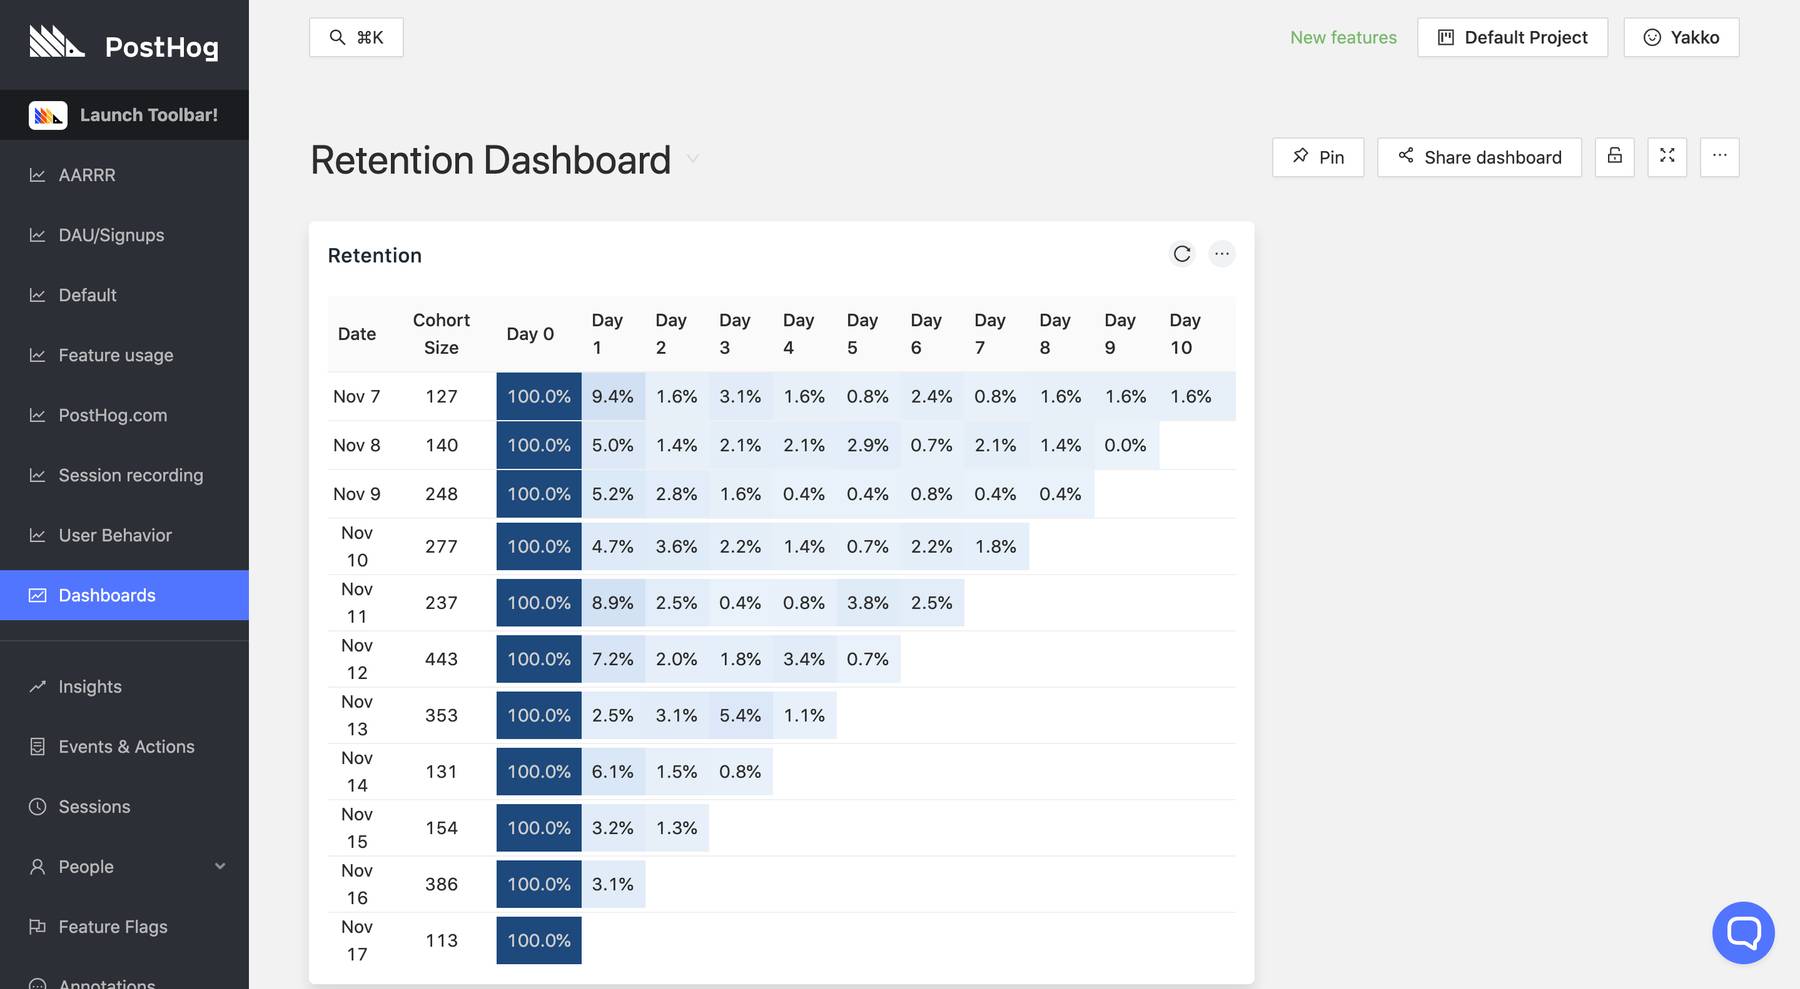 PostHog
Launch Toolbar!
AARRR
DAU/Signups
Default
Feature usage
PostHog.com
Session recording
User Behavior
Dashboards
Insights
Events & Actions
Sessions
People
Feature Flags
Annotations
⌘K
New features
Default Project
Yakko
Retention Dashboard
Pin
Share dashboard
Retention
Date Cohort Size Day 0 Day 1 Day 2 Day 3 Day 4 Day 5 Day 6 Day 7 Day 8 Day 9 Day 10
Nov 7 127 100.0% 9.4% 1.6% 3.1% 1.6% 0.8% 2.4% 0.8% 1.6% 1.6% 1.6%
Nov 8 140 100.0% 5.0% 1.4% 2.1% 2.1% 2.9% 0.7% 2.1% 1.4% 0.0%
Nov 9 248 100.0% 5.2% 2.8% 1.6% 0.4% 0.4% 0.8% 0.4% 0.4%
Nov 10 277 100.0% 4.7% 3.6% 2.2% 1.4% 0.7% 2.2% 1.8%
Nov 11 237 100.0% 8.9% 2.5% 0.4% 0.8% 3.8% 2.5%
Nov 12 443 100.0% 7.2% 2.0% 1.8% 3.4% 0.7%
Nov 13 353 100.0% 2.5% 3.1% 5.4% 1.1%
Nov 14 131 100.0% 6.1% 1.5% 0.8%
Nov 15 154 100.0% 3.2% 1.3%
Nov 16 386 100.0% 3.1%
Nov 17 113 100.0%